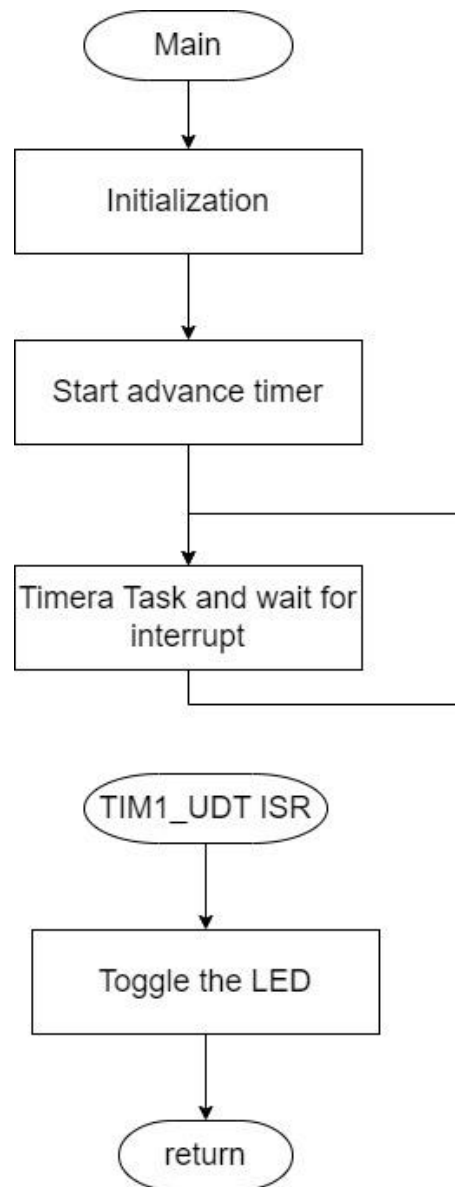 Main
Initialization
Start advance timer
Timera Task and wait for
interrupt
TIM1_UDT ISR
Toggle the LED
return